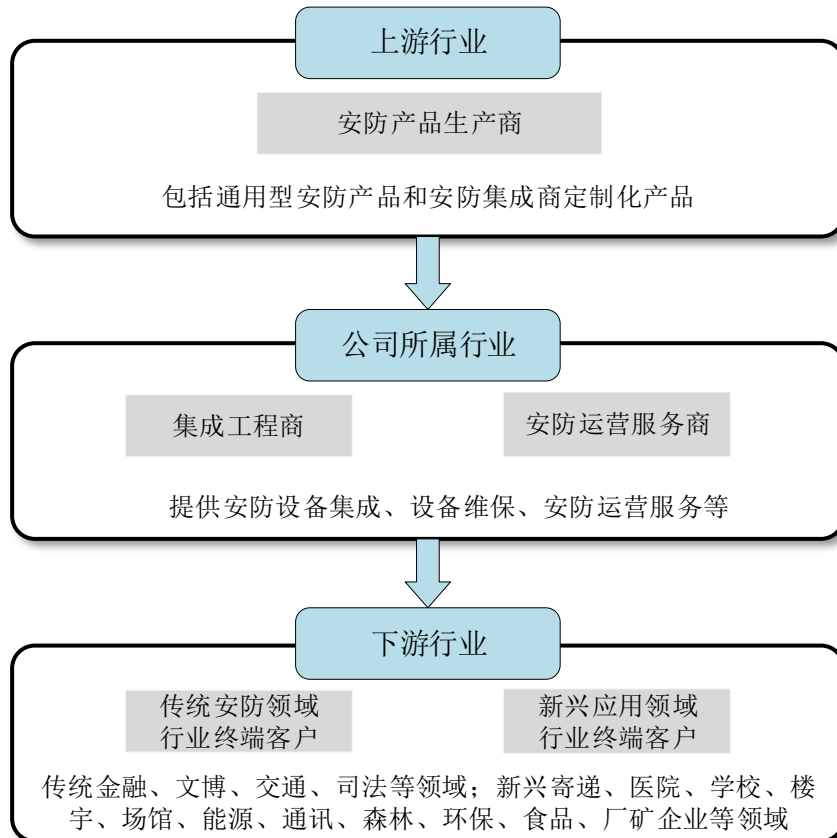 上游行业
安防产品生产商
包括通用型安防产品和安防集成商定制化产品
公司所属行业
集成工程商
安防运营服务商
提供安防设备集成、设备维保、安防运营服务等
下游行业
传统安防领域
行业终端客户
新兴应用领域
行业终端客户
传统金融、文博、交通、司法等领域；新兴寄递、医院、学校、楼
宇、场馆、能源、通讯、森林、环保、食品、厂矿企业等领域